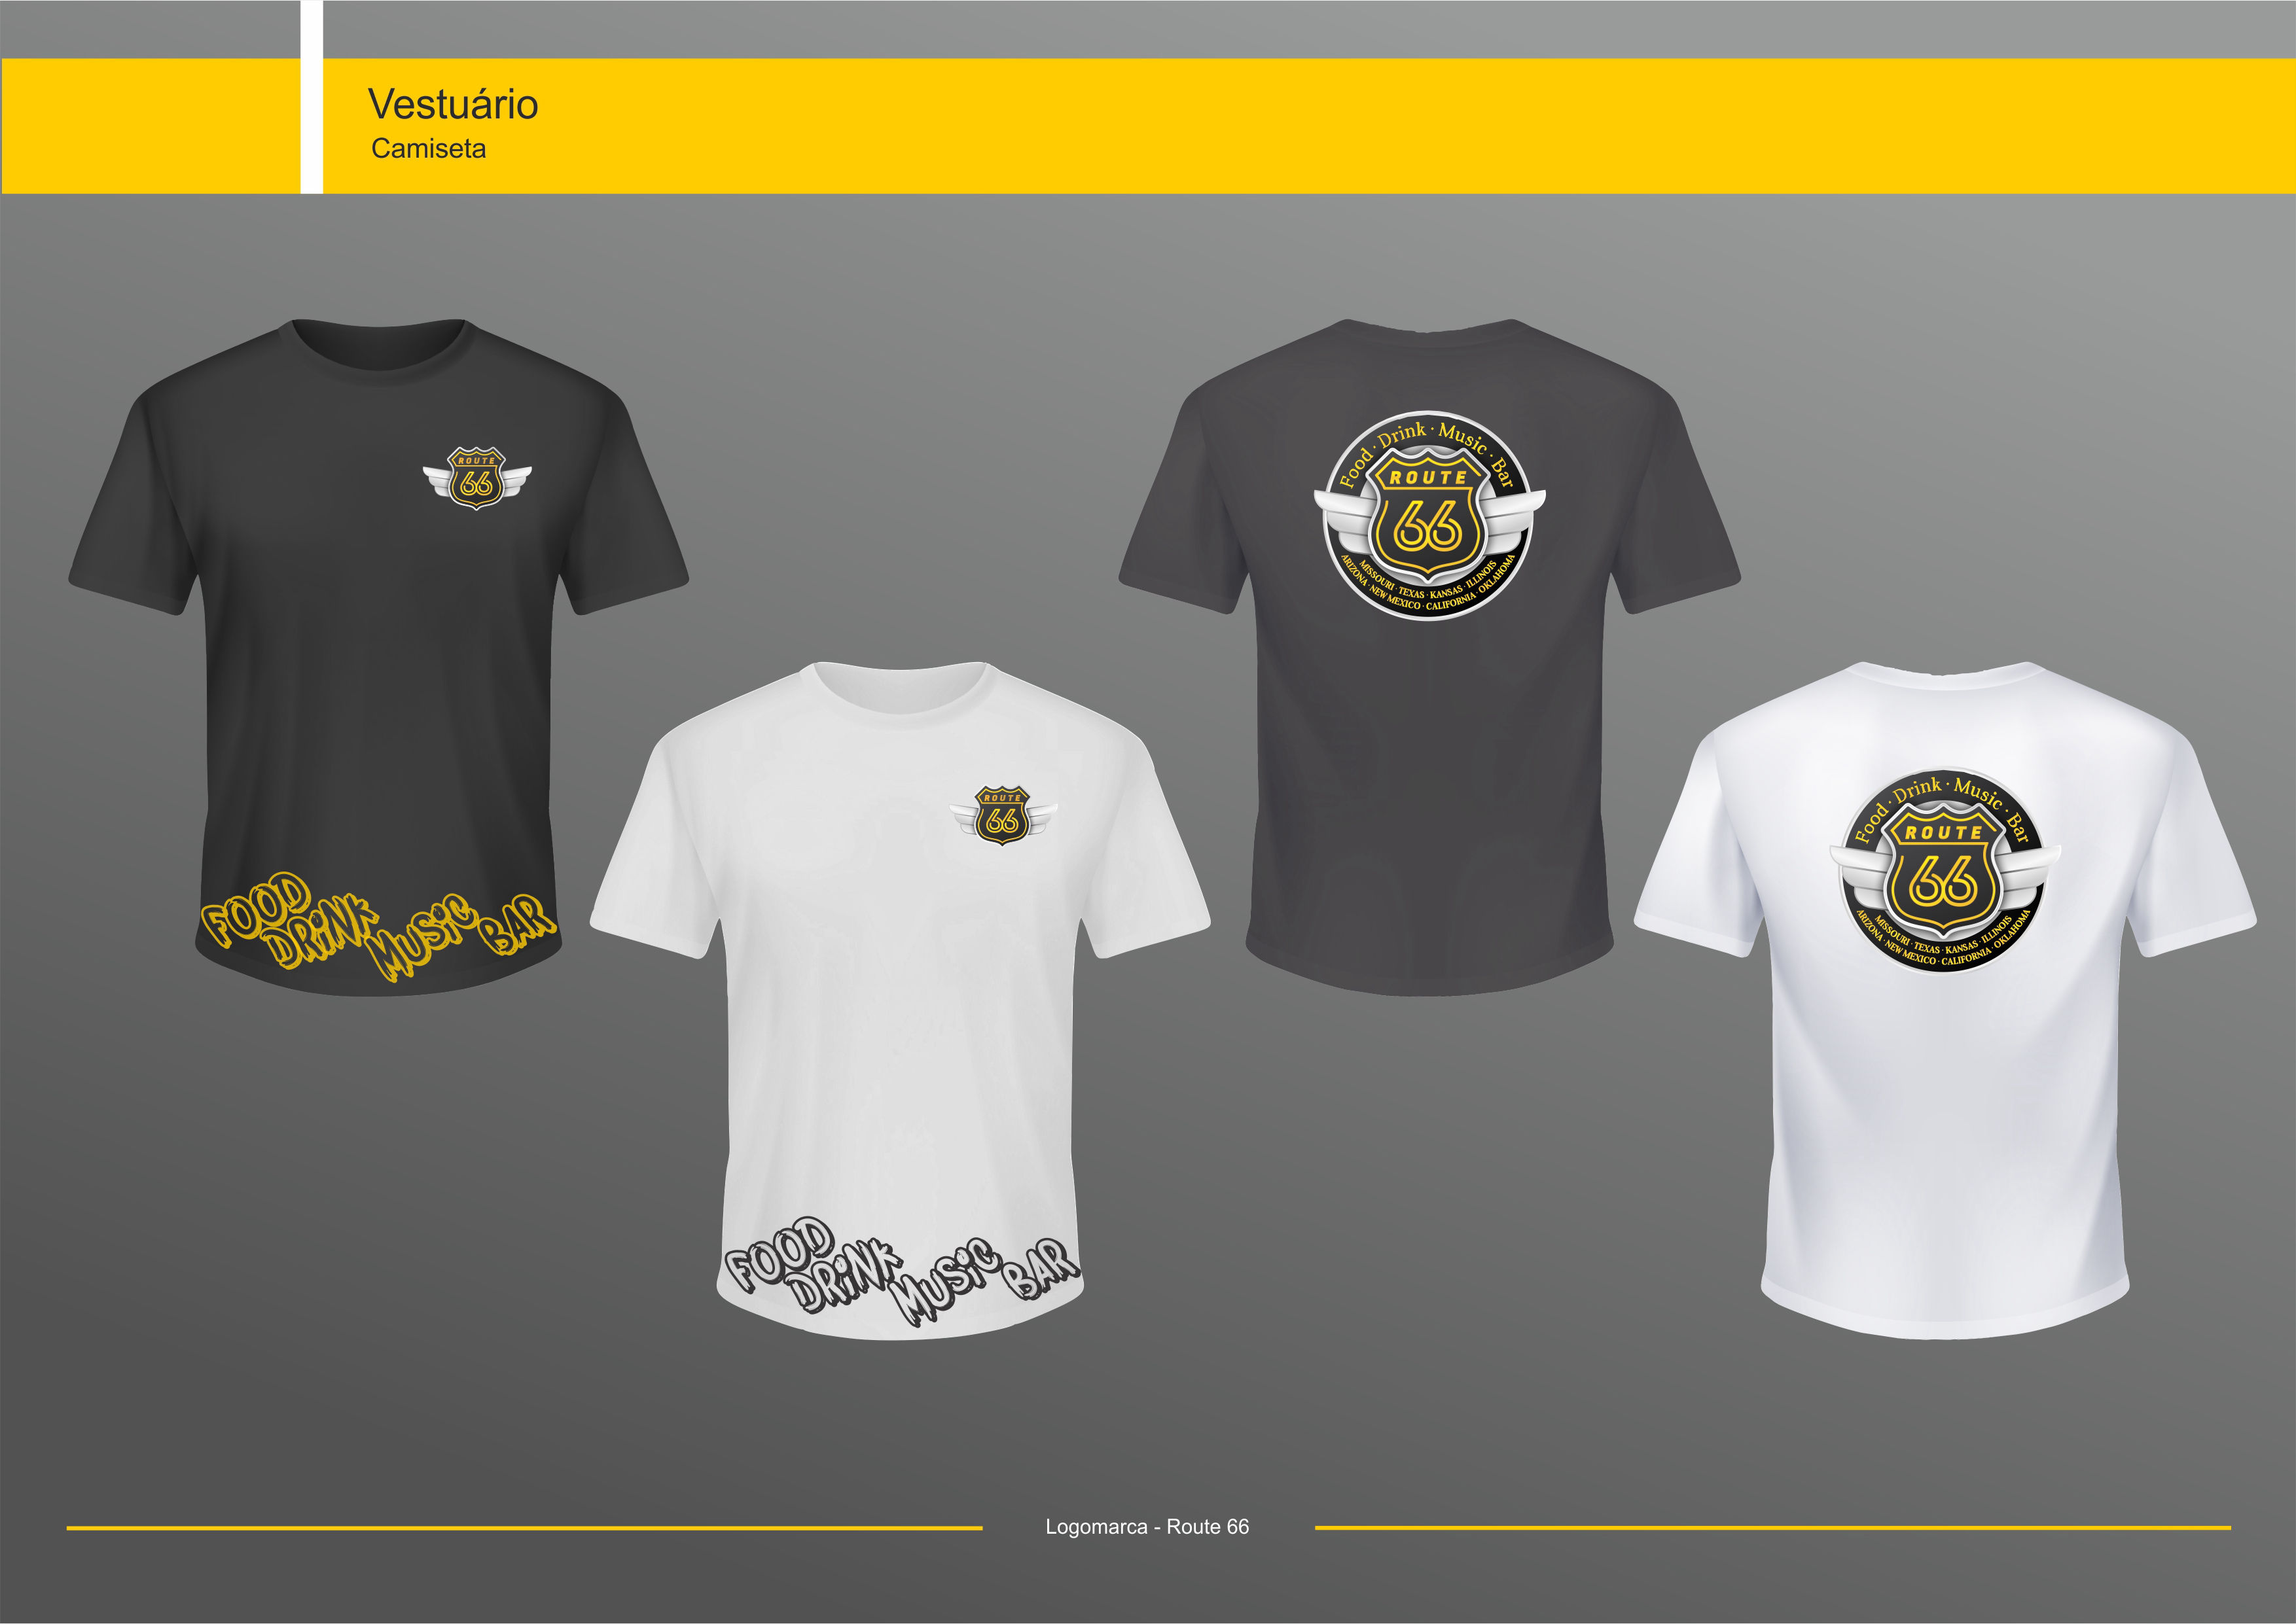 Vestuário
Camiseta
ROUTE
66
FOOD DRiNK MUSiC BAR
ROUTE
66
FOOD DRiNK MUSiC BAR
Food · Drink · Music · Bar
ROUTE
66
MISSOURI · TEXAS · KANSAS · ILLINOIS
ARIZONA · NEW MEXICO · CALIFORNIA · OKLAHOMA
Food · Drink · Music · Bar
ROUTE
66
MISSOURI · TEXAS · KANSAS · ILLINOIS
ARIZONA · NEW MEXICO · CALIFORNIA · OKLAHOMA
Logomarca - Route 66